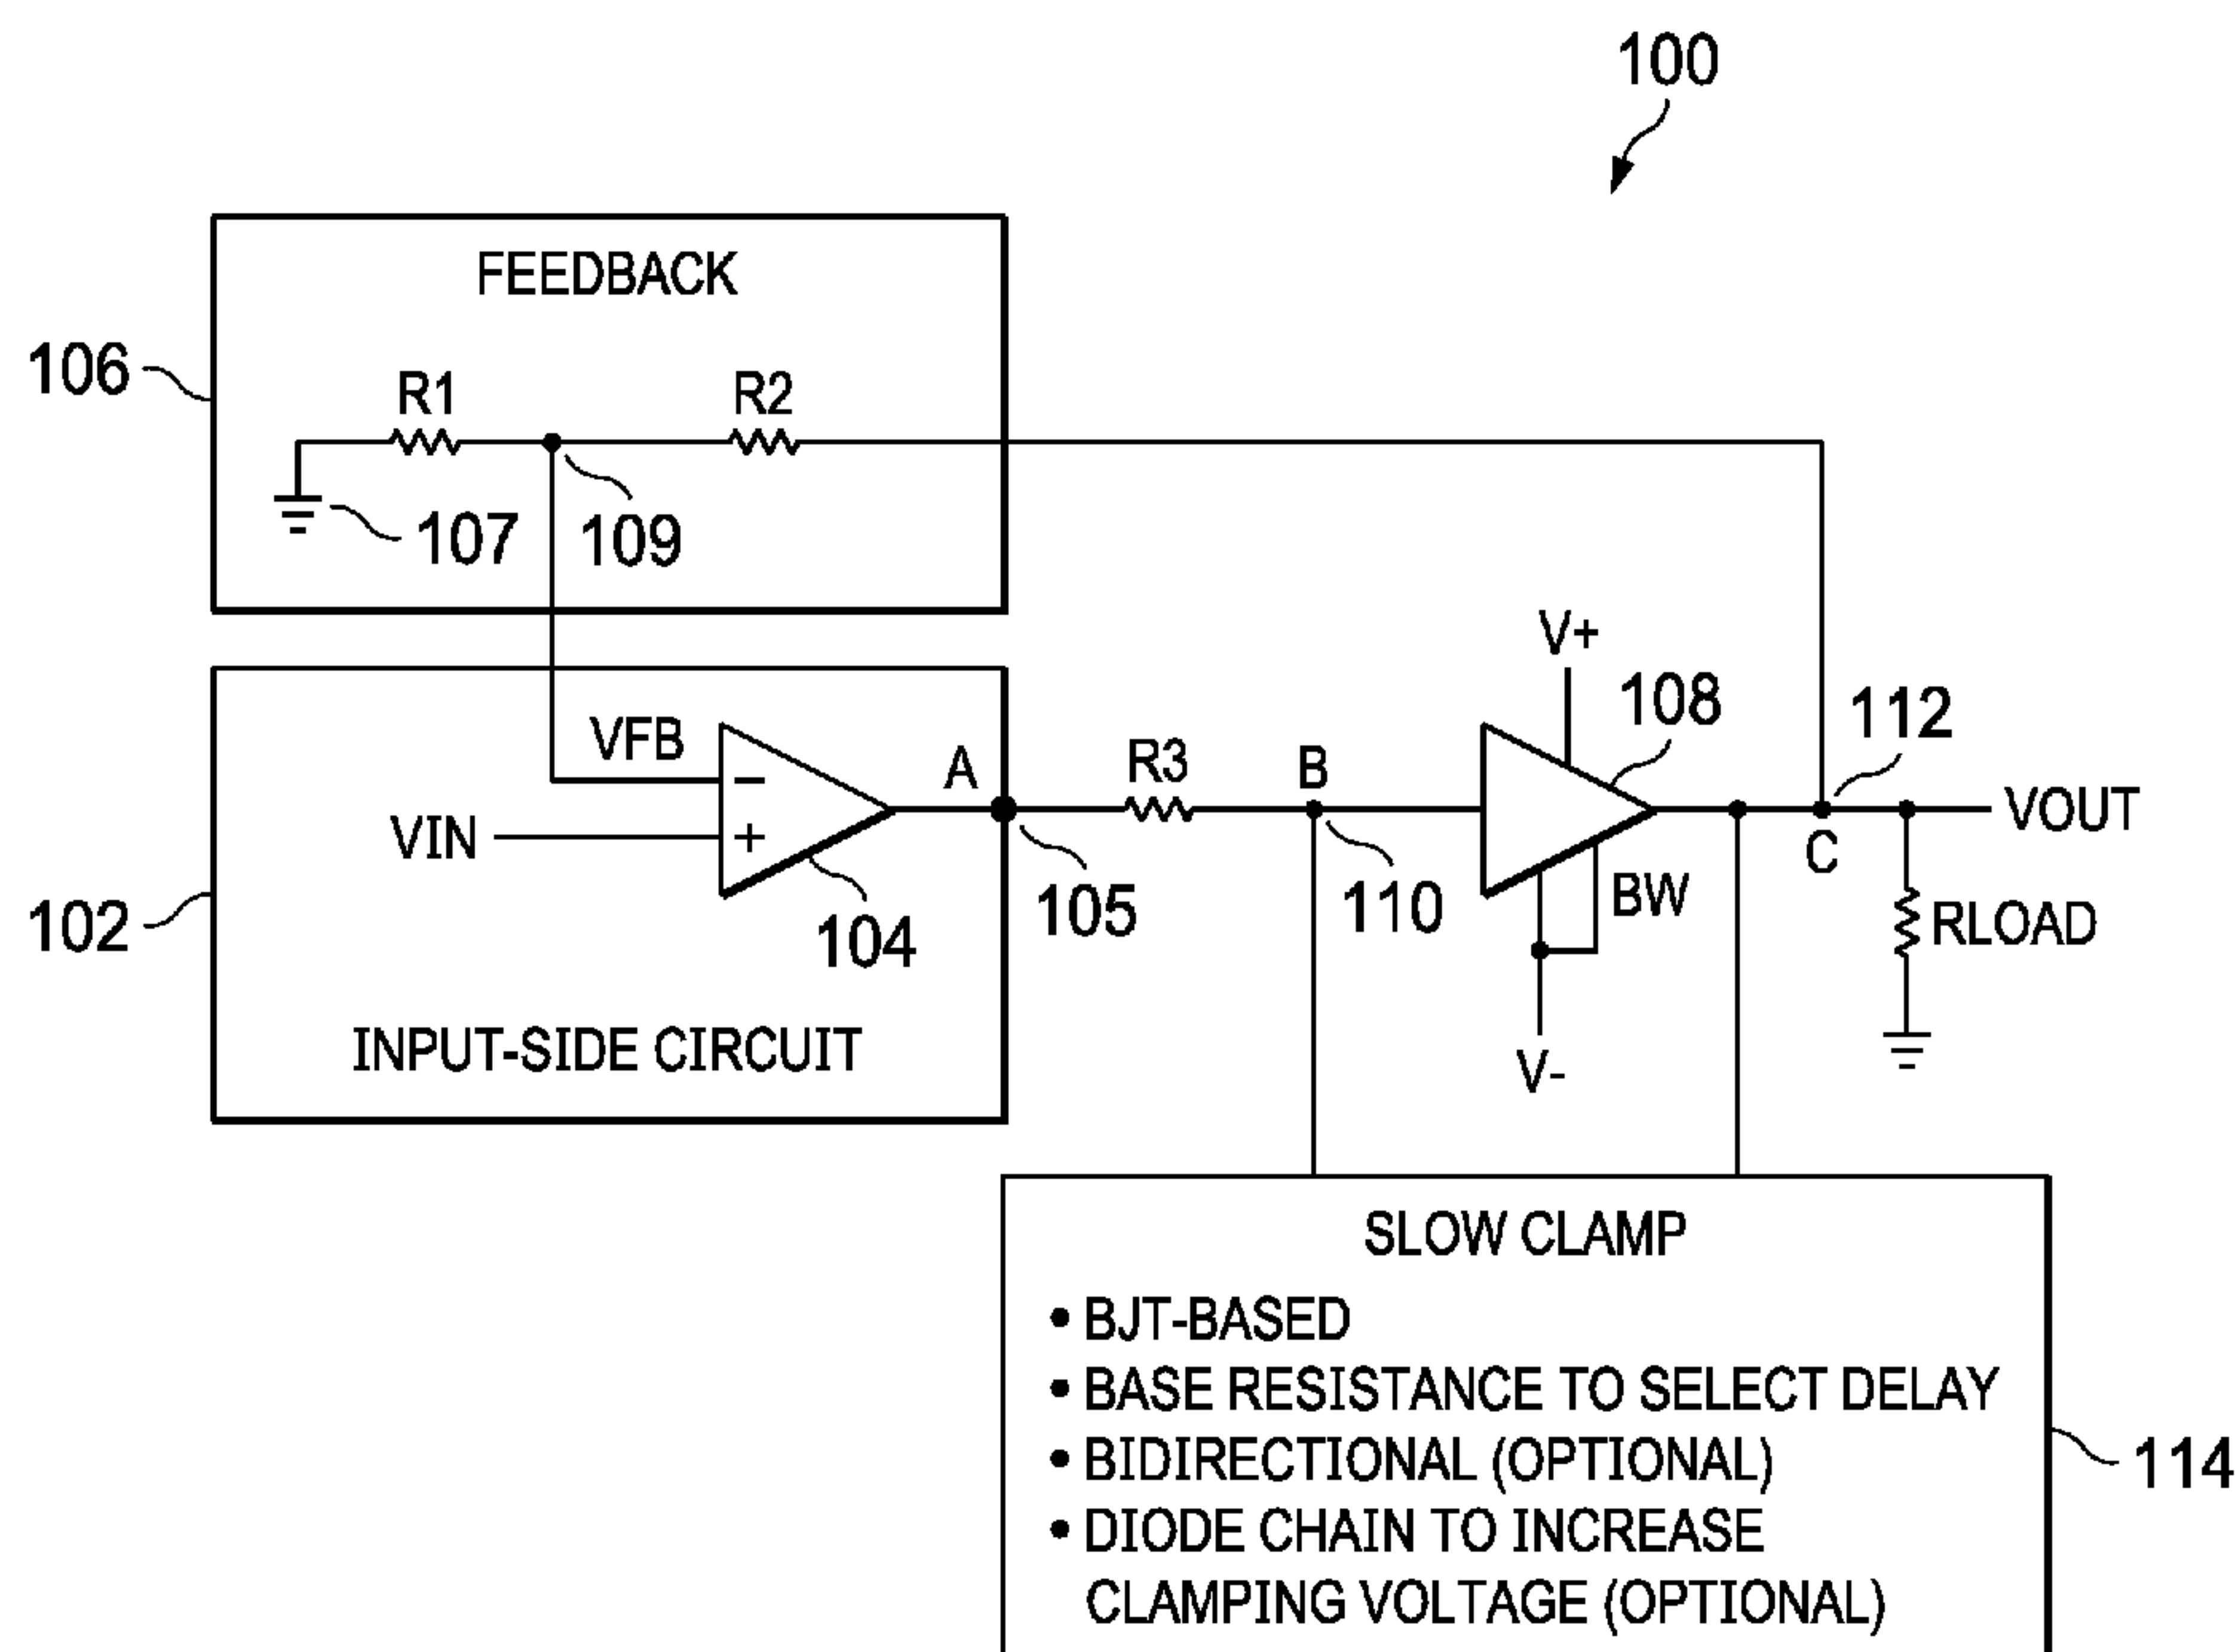 100
FEEDBACK
106
R1
R2
107
109
V+
108
112
VFB
A
R3
B
VIN
−
+
VOUT
C
102
104
105
110
BW
RLOAD
INPUT-SIDE CIRCUIT
V-
SLOW CLAMP
• BJT-BASED
• BASE RESISTANCE TO SELECT DELAY
• BIDIRECTIONAL (OPTIONAL)
• DIODE CHAIN TO INCREASE
CLAMPING VOLTAGE (OPTIONAL)
114